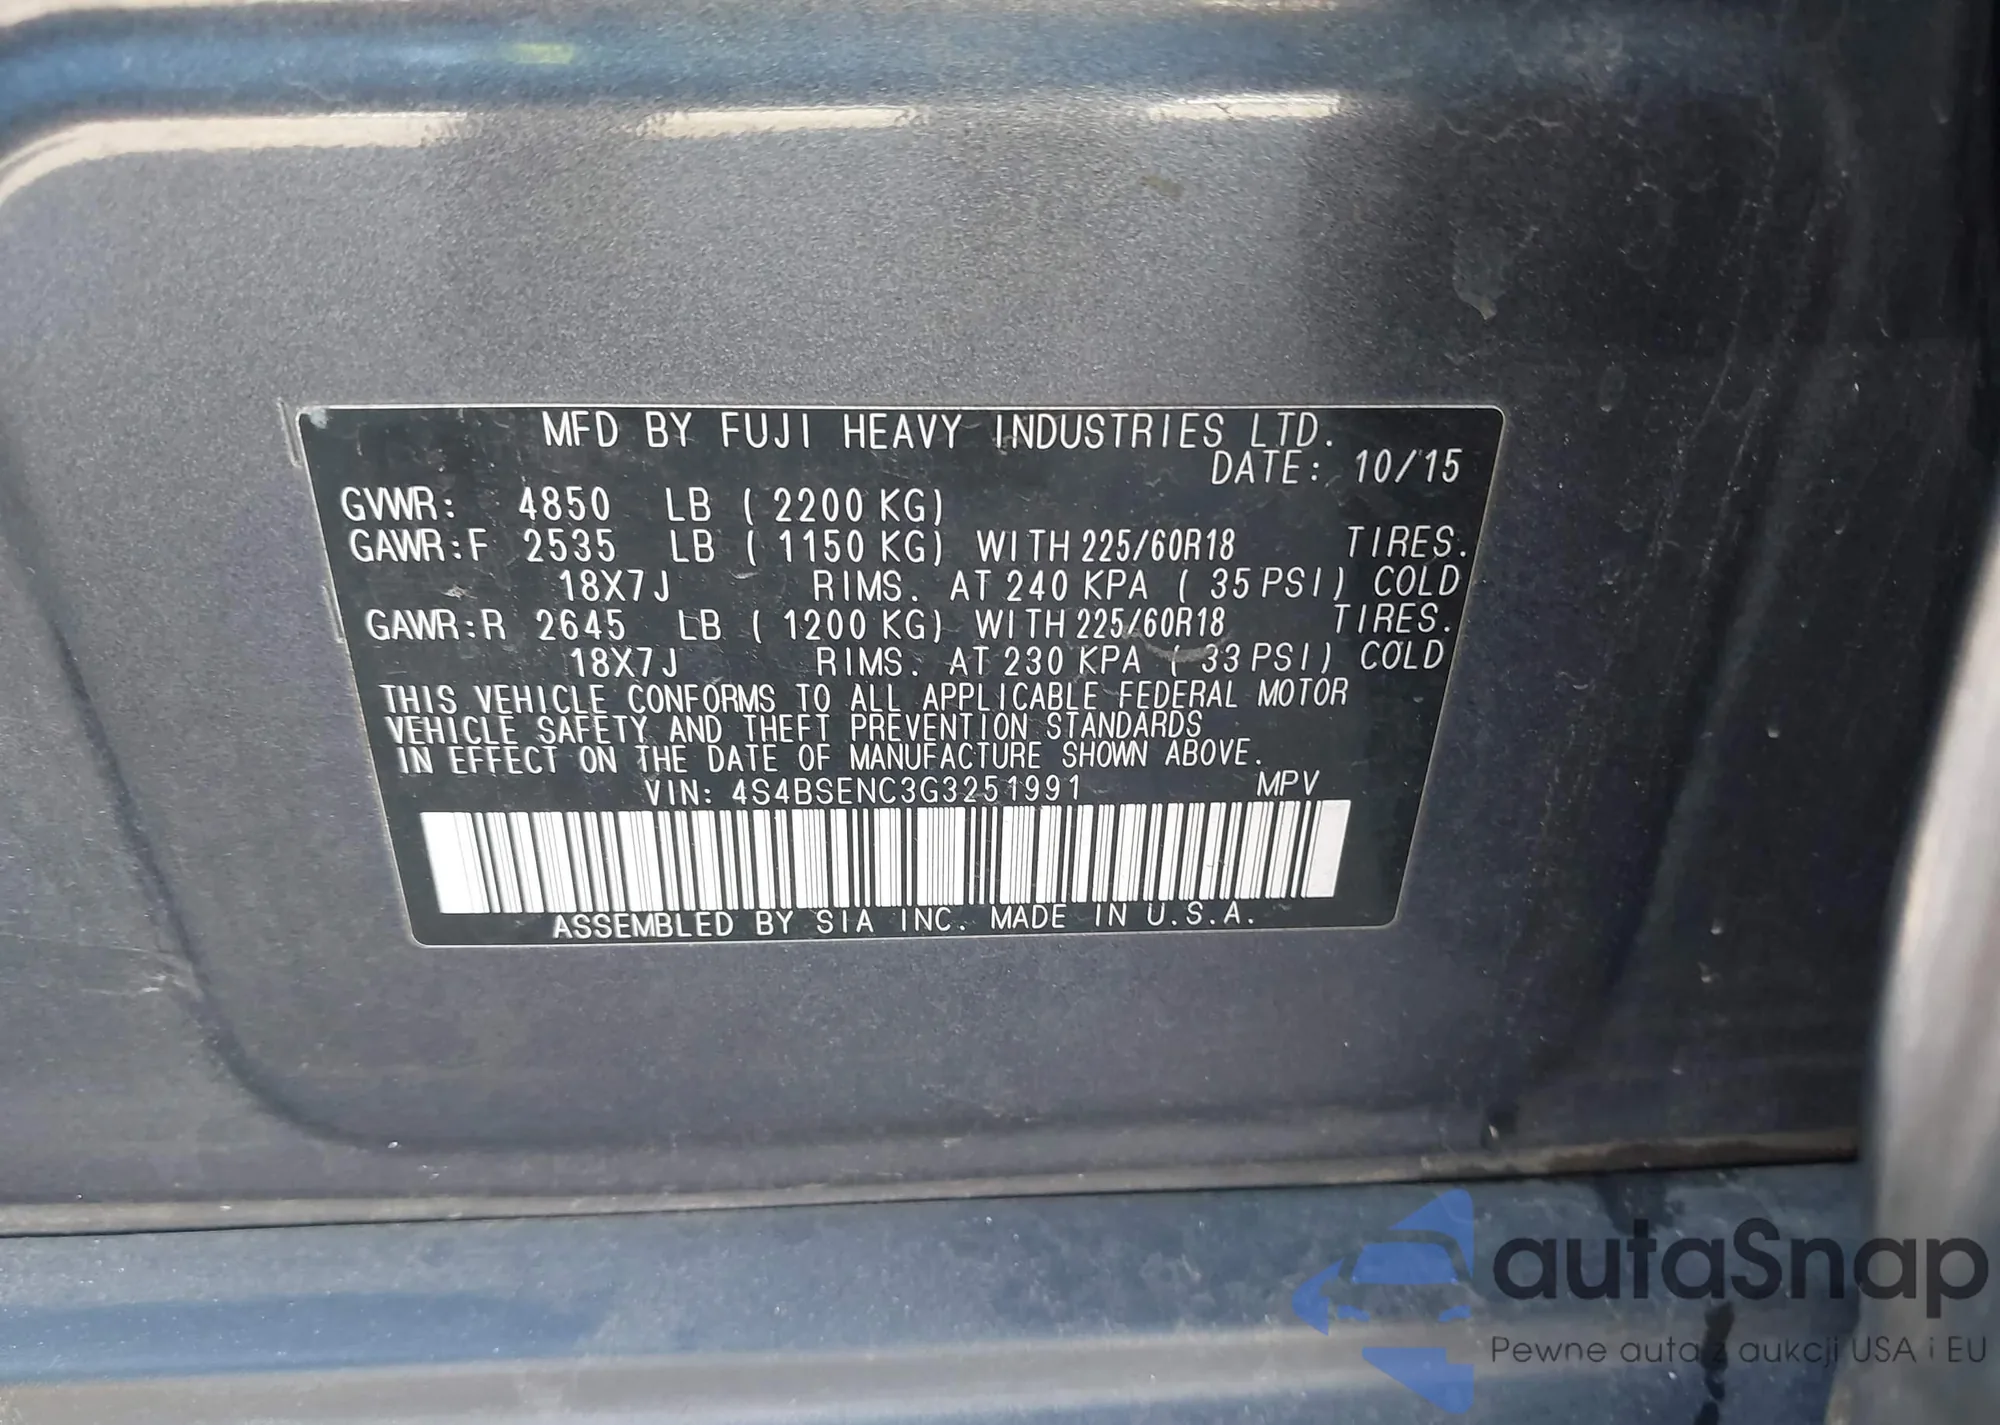 MFD BY FUJI HEAVY INDUSTRIES LTD.
DATE: 10/15
GVWR: 4850 LB ( 2200 KG)
GAWR:F 2535 LB ( 1150 KG) WITH 225/60R18 TIRES.
18X7J RIMS. AT 240 KPA ( 35 PSI) COLD
GAWR:R 2645 LB ( 1200 KG) WITH 225/60R18 TIRES.
18X7J RIMS. AT 230 KPA ( 33 PSI) COLD
THIS VEHICLE CONFORMS TO ALL APPLICABLE FEDERAL MOTOR
VEHICLE SAFETY AND THEFT PREVENTION STANDARDS
IN EFFECT ON THE DATE OF MANUFACTURE SHOWN ABOVE.
VIN: 4S4BSENC3G3251991 MPV
ASSEMBLED BY SIA INC. MADE IN U.S.A.
autaSnap
Pewne auta z aukcji USA i EU